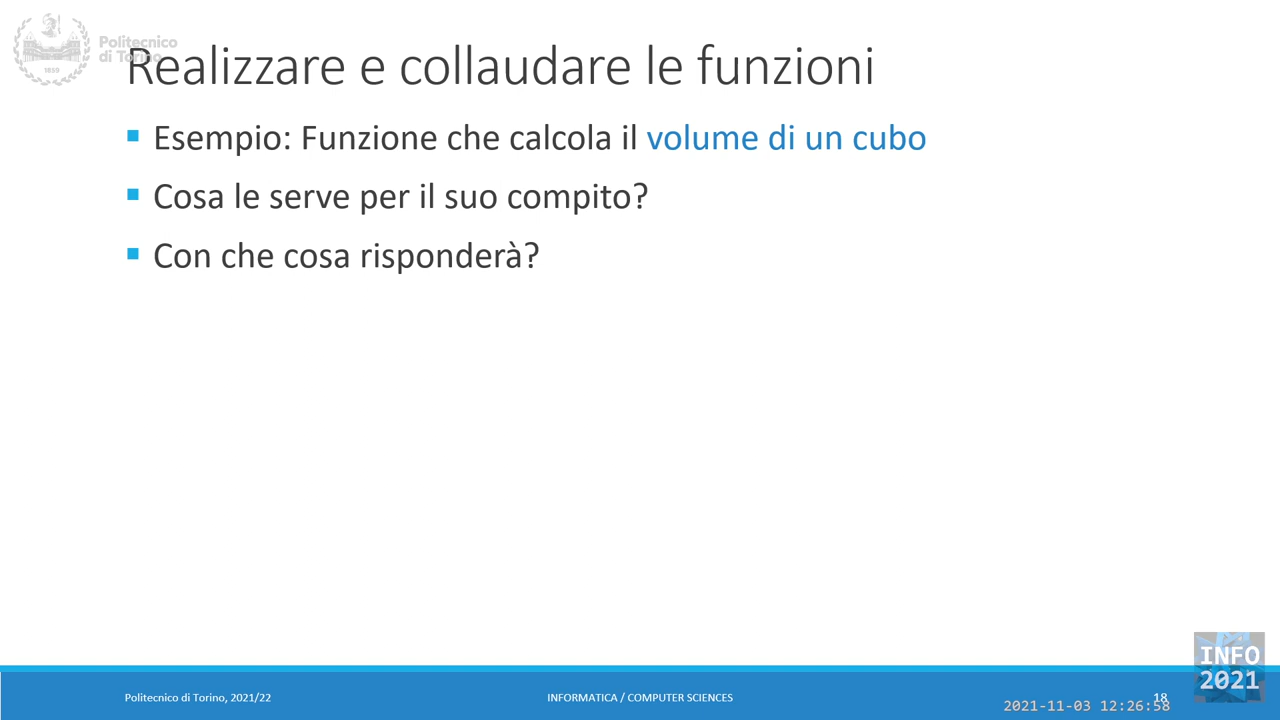 Politecnico
di Torino
1859
Realizzare e collaudare le funzioni
Esempio: Funzione che calcola il volume di un cubo
Cosa le serve per il suo compito?
Con che cosa risponderà?
INFO
2021
Politecnico di Torino, 2021/22
INFORMATICA / COMPUTER SCIENCES
18
2021-11-03 12:26:58